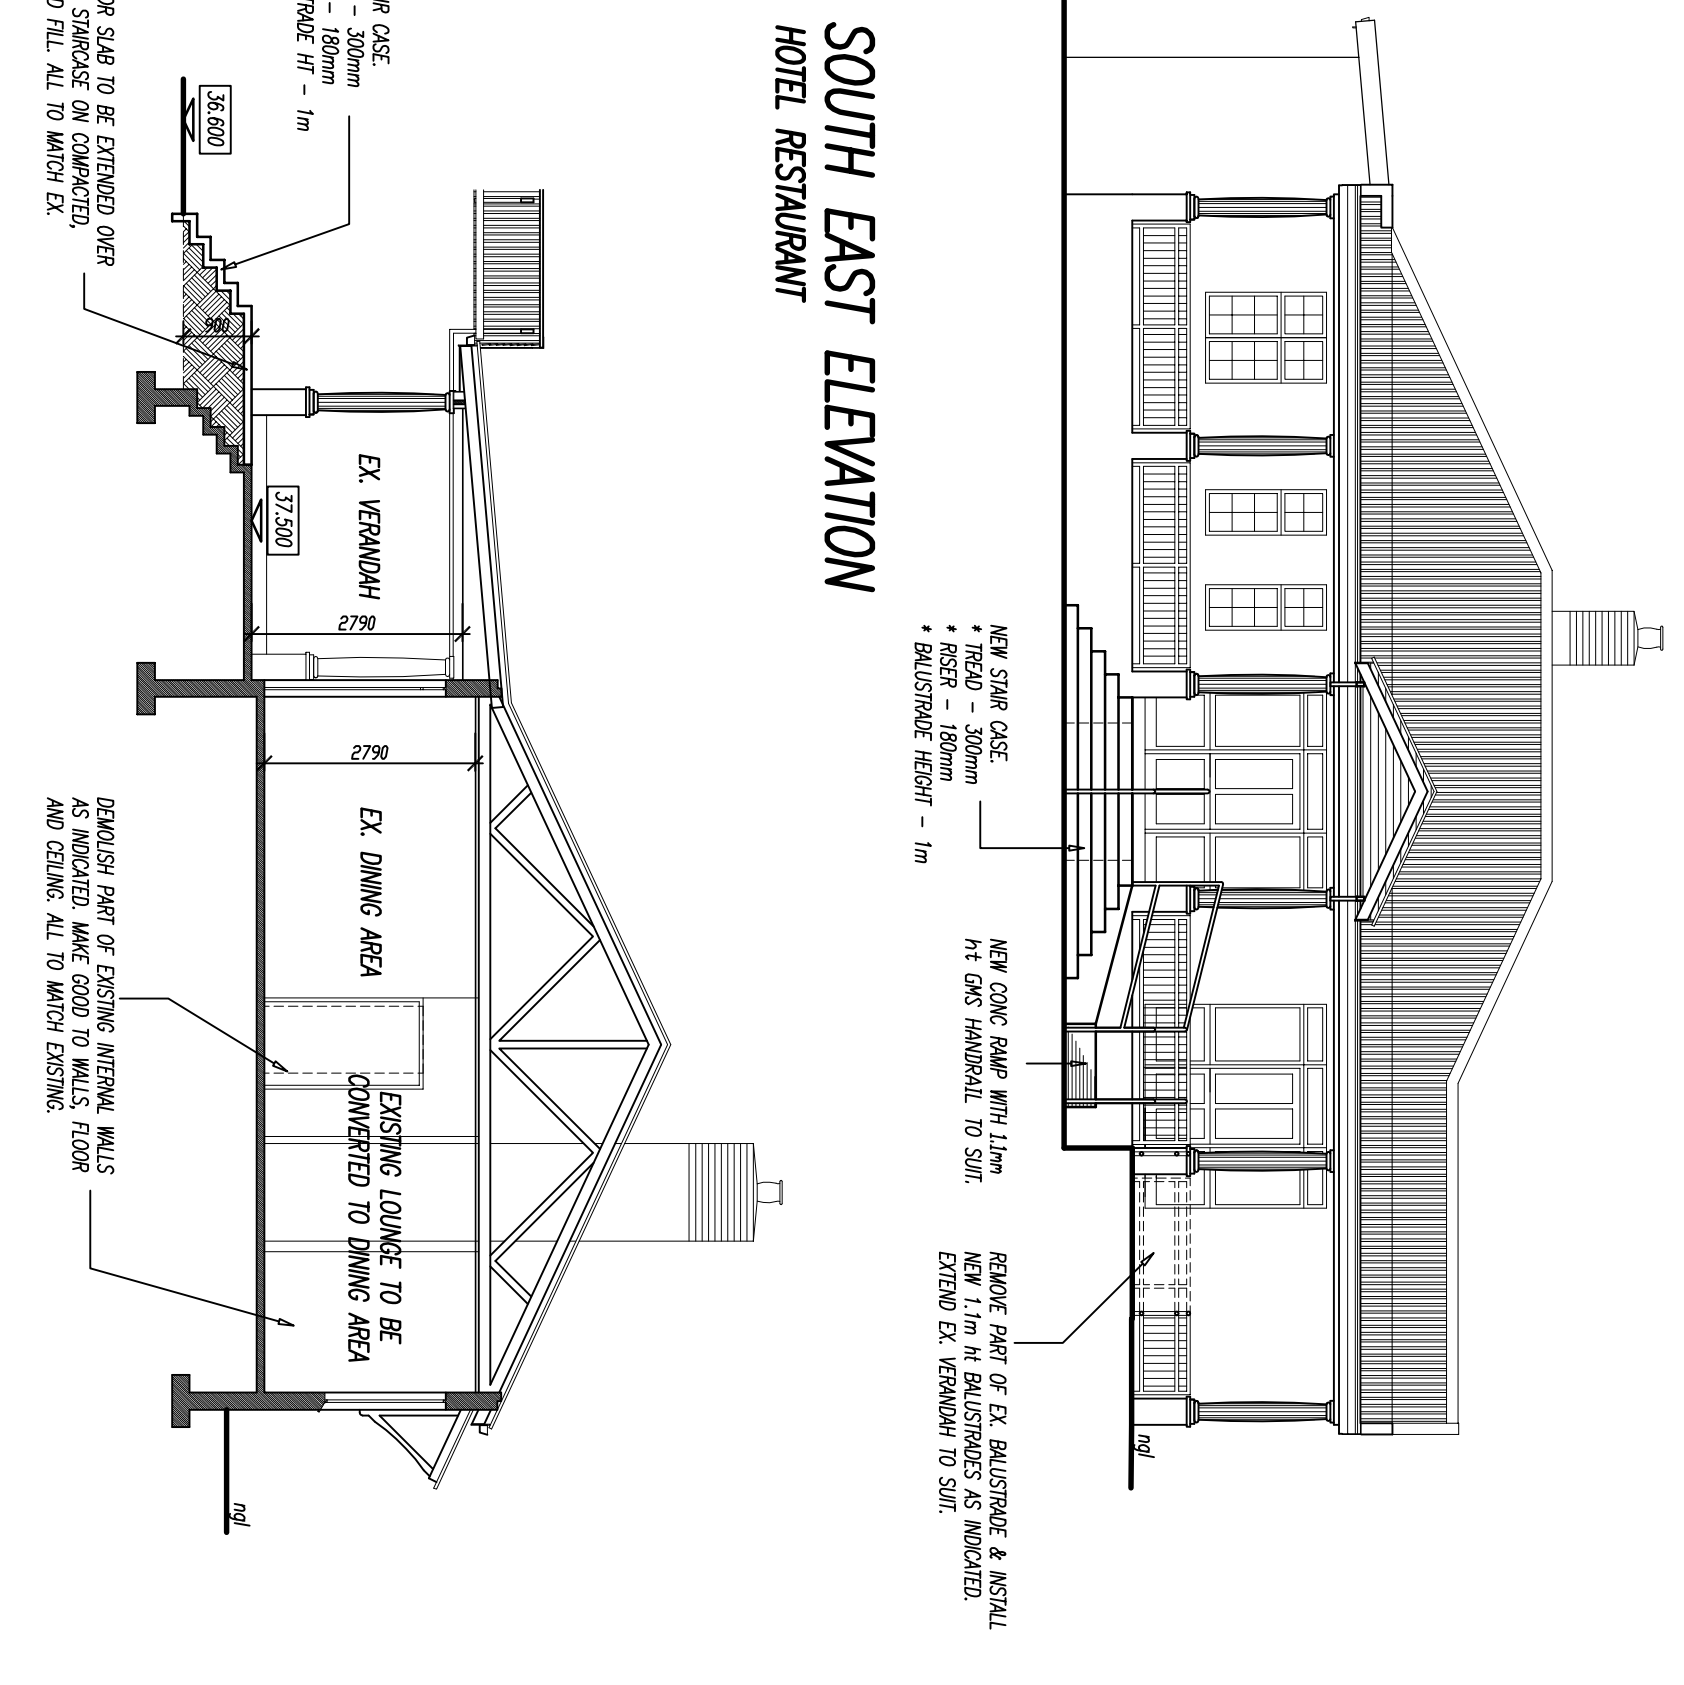 SOUTH EAST ELEVATION
HOTEL RESTAURANT
NEW STAIR CASE.
* TREAD - 300mm
* RISER - 180mm
* BALUSTRADE HEIGHT - 1m
NEW CONC RAMP WITH 1.1mm
ht GMS HANDRAIL TO SUIT.
REMOVE PART OF EX. BALUSTRADE & INSTALL
NEW 1.1m ht BALUSTRADES AS INDICATED.
EXTEND EX. VERANDAH TO SUIT.
ngl
IR CASE.
- 300mm
- 180mm
TRADE HT - 1m
36.600
900
OR SLAB TO BE EXTENDED OVER
STAIRCASE ON COMPACTED,
D FILL. ALL TO MATCH EX.
EX. VERANDAH
37.500
2790
2790
EX. DINING AREA
EXISTING LOUNGE TO BE
CONVERTED TO DINING AREA
DEMOLISH PART OF EXISTING INTERNAL WALLS
AS INDICATED. MAKE GOOD TO WALLS, FLOOR
AND CEILING. ALL TO MATCH EXISTING.
ngl